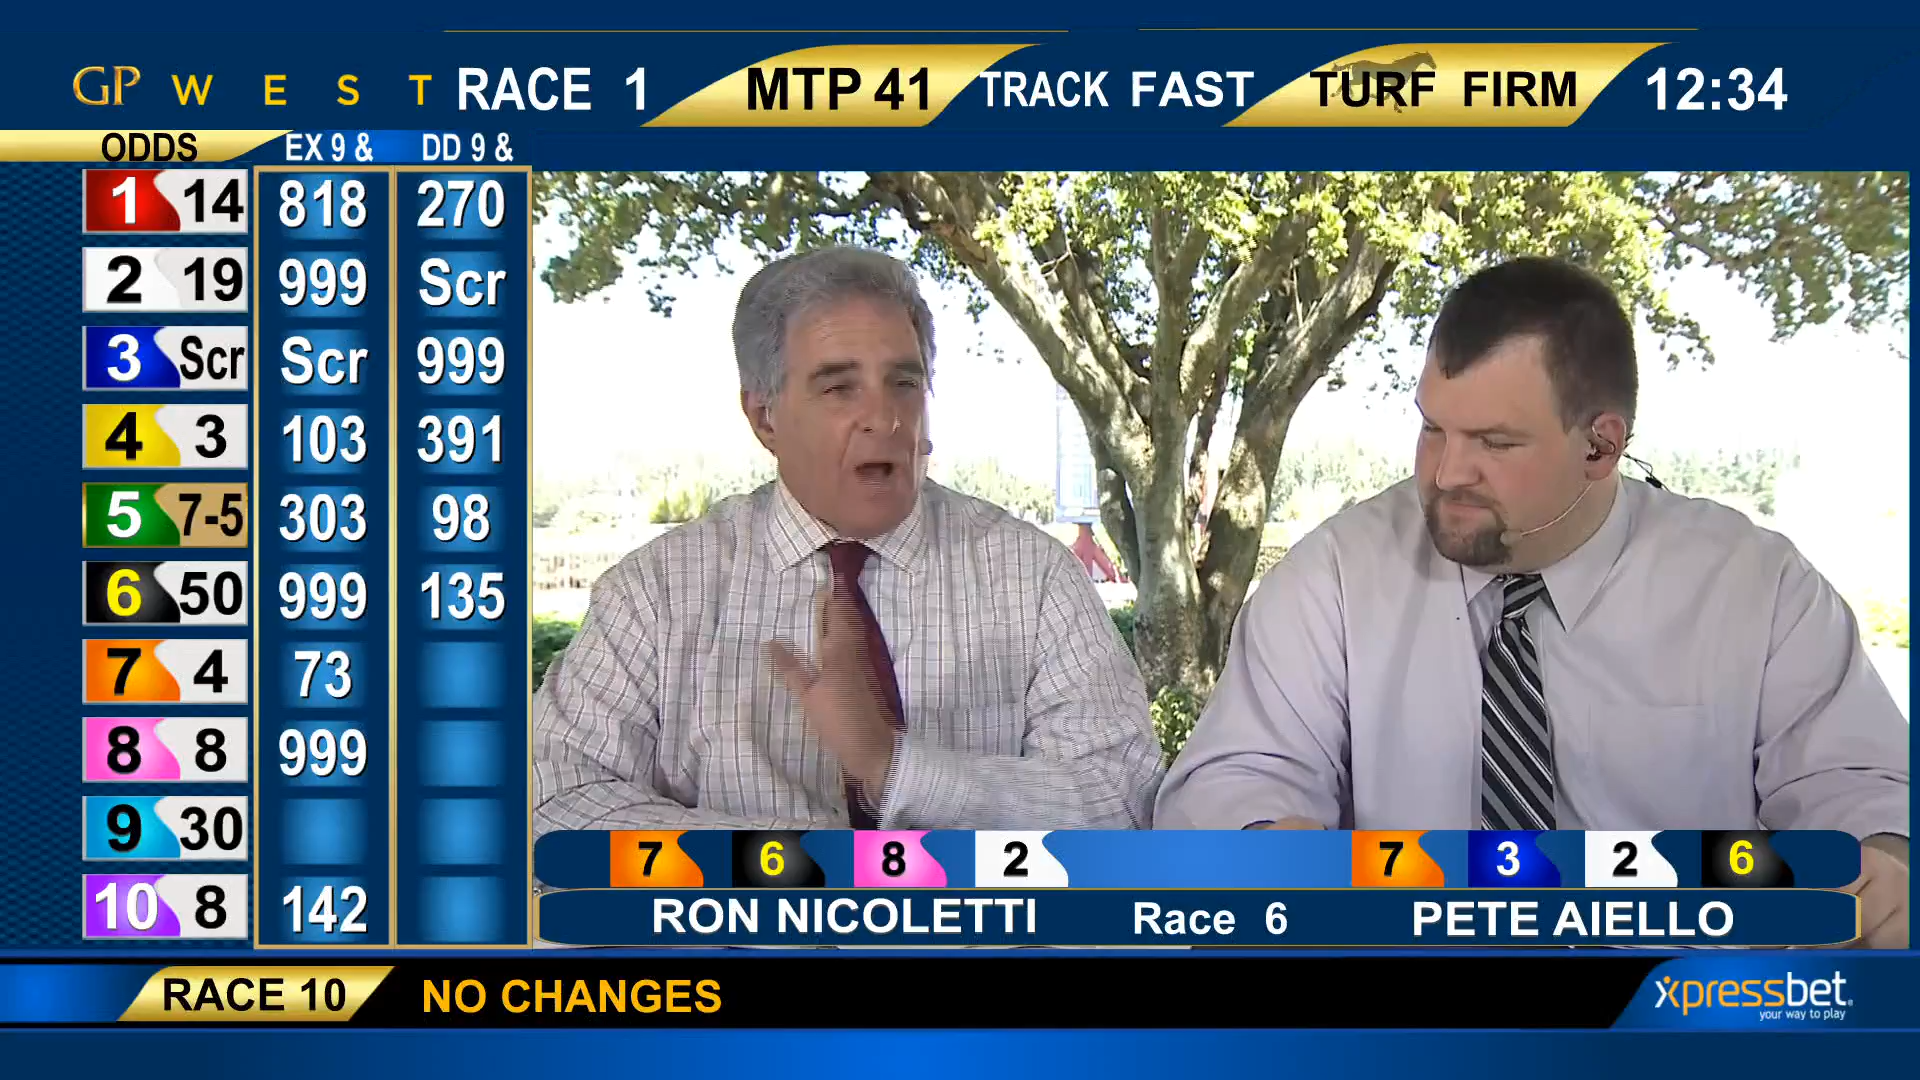 GP WEST RACE 1 MTP 41 TRACK FAST TURF FIRM 12:34
ODDS EX 9 & DD 9 &
1 14 818 270
2 19 999 Scr
3 Scr Scr 999
4 3 103 391
5 7-5 303 98
6 50 999 135
7 4 73
8 8 999
9 30
10 8 142
7 6 8 2 7 3 2 6
RON NICOLETTI Race 6 PETE AIELLO
RACE 10 NO CHANGES
xpressbet.
your way to play